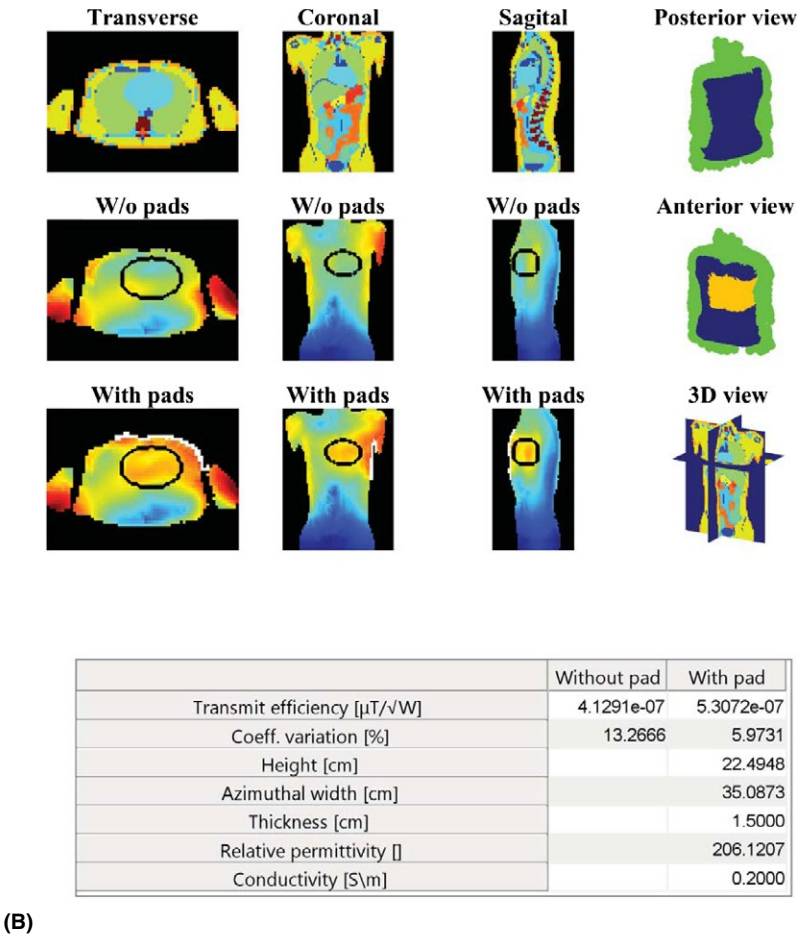 Transverse Coronal Sagital Posterior view
W/o pads W/o pads W/o pads Anterior view
With pads With pads With pads 3D view
Without pad With pad
Transmit efficiency [µT/√W] 4.1291e-07 5.3072e-07
Coeff. variation [%] 13.2666 5.9731
Height [cm] 22.4948
Azimuthal width [cm] 35.0873
Thickness [cm] 1.5000
Relative permittivity [] 206.1207
Conductivity [S\m] 0.2000
(B)